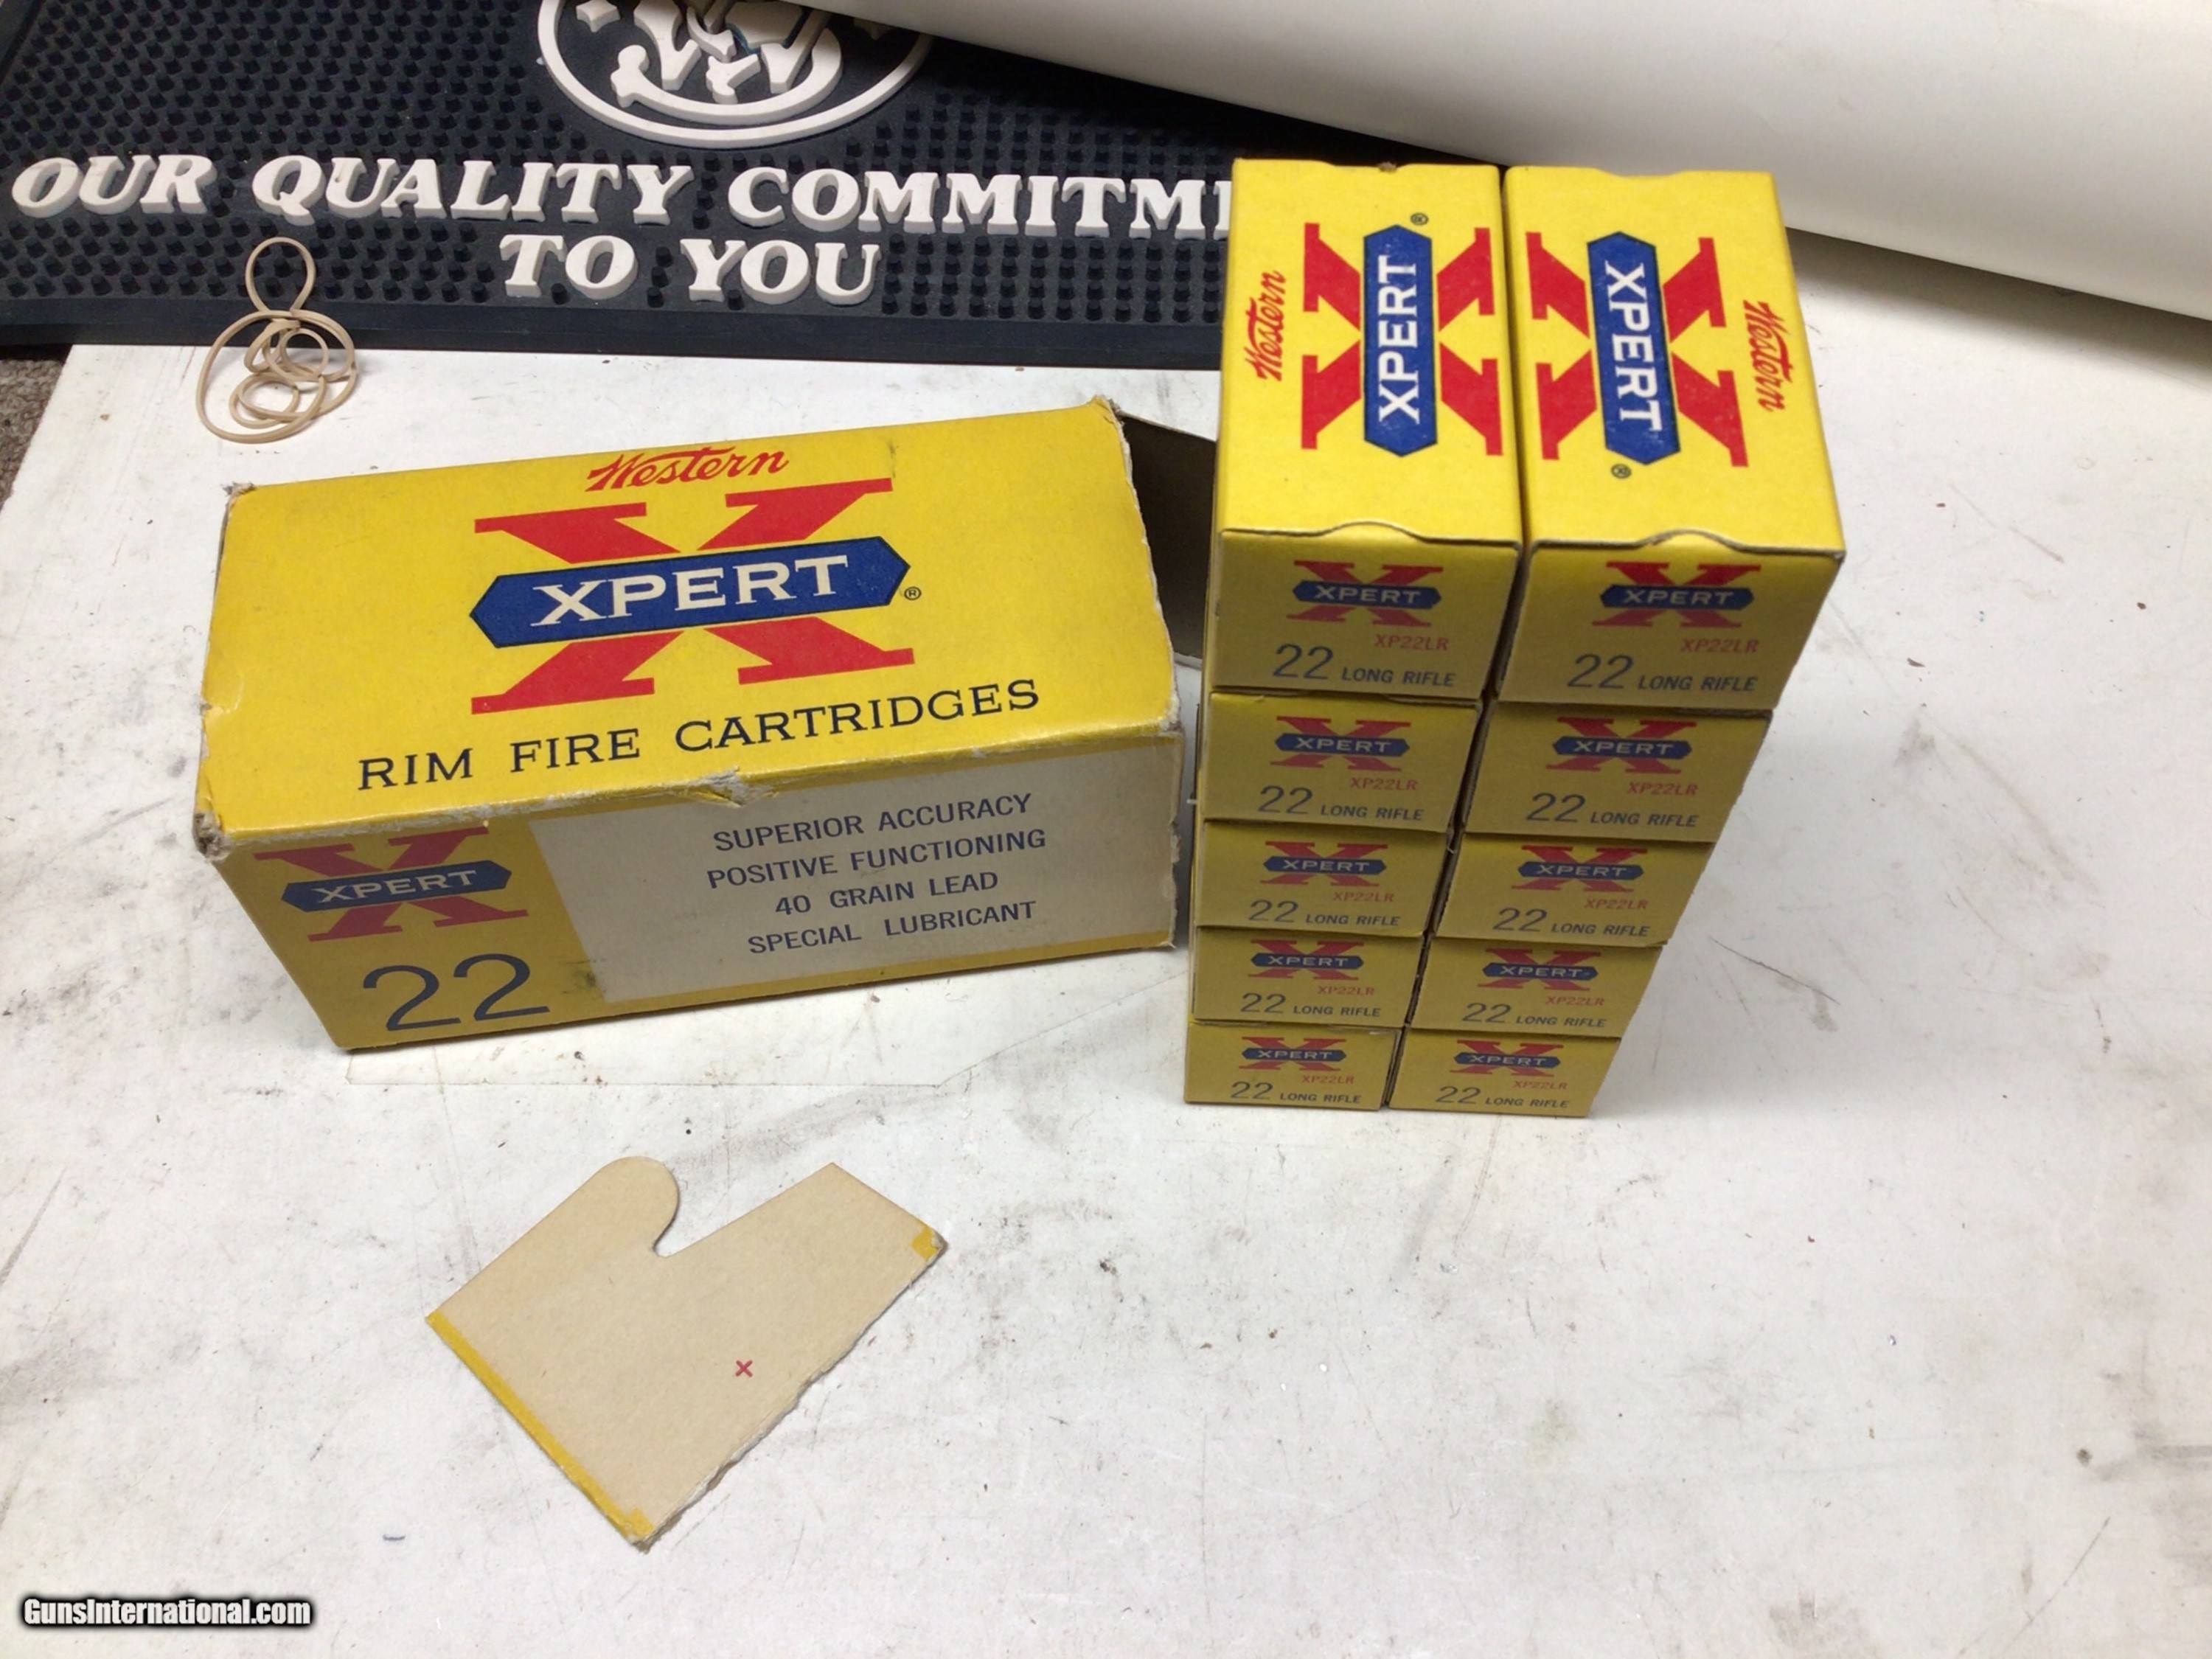 OUR QUALITY COMMITM
TO YOU
Western
XPERT
®
RIM FIRE CARTRIDGES
XPERT
22
SUPERIOR ACCURACY
POSITIVE FUNCTIONING
40 GRAIN LEAD
SPECIAL LUBRICANT
Western
XPERT
®
Western
XPERT
®
XPERT
XP22LR
22 LONG RIFLE
XPERT
XP22LR
22 LONG RIFLE
XPERT
XP22LR
22 LONG RIFLE
XPERT
XP22LR
22 LONG RIFLE
XPERT
XP22LR
22 LONG RIFLE
XPERT
XP22LR
22 LONG RIFLE
XPERT
XP22LR
22 LONG RIFLE
XPERT
XP22LR
22 LONG RIFLE
XPERT
XP22LR
22 LONG RIFLE
XPERT
XP22LR
22 LONG RIFLE
x
GunsInternational.com